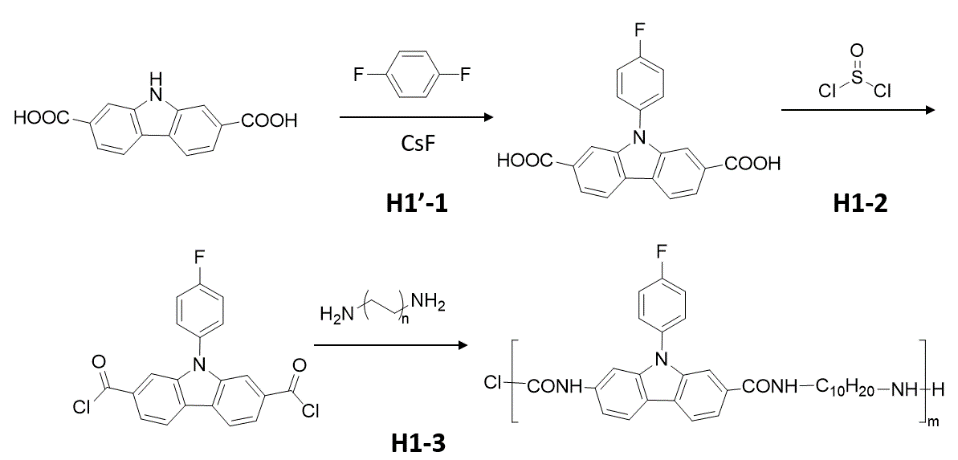 H
N
HOOC
COOH
F
F
CsF
H1'-1
F
N
HOOC
COOH
O
S
Cl
Cl
H1-2
F
N
O
O
Cl
Cl
H2N
NH2
n
H1-3
F
N
Cl
CONH
CONH
C10H20
NH
H
m